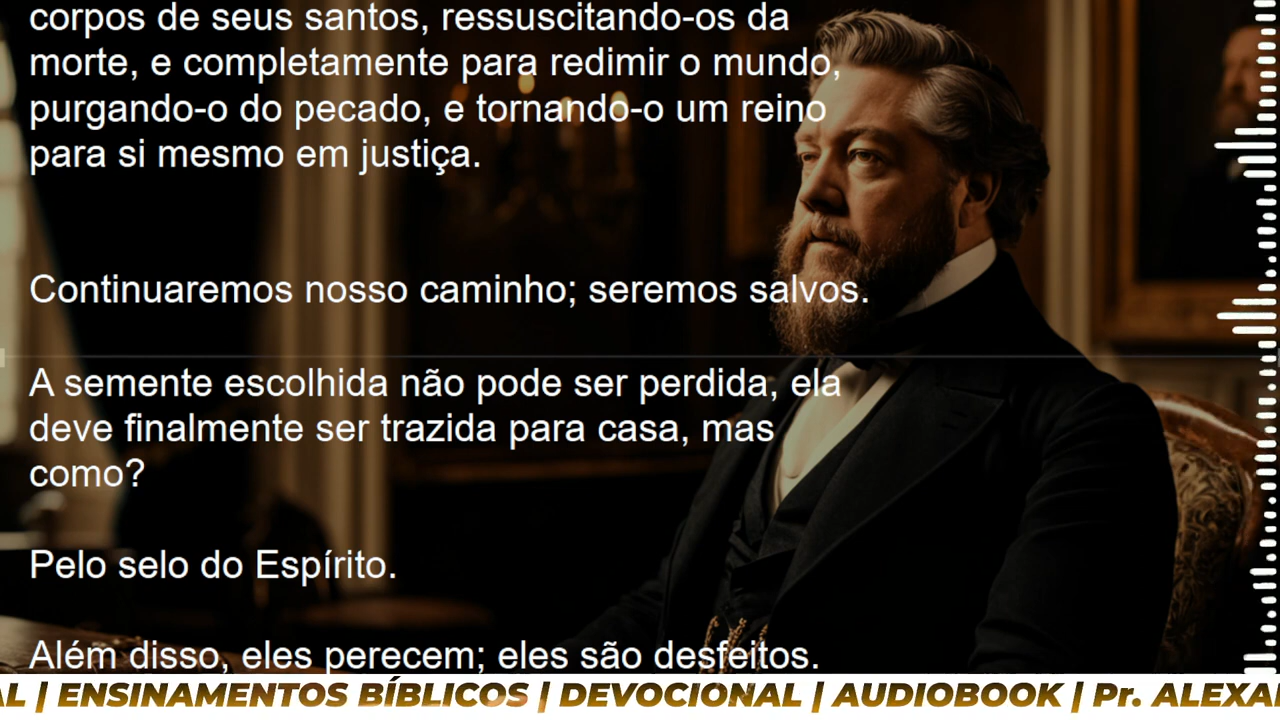 corpos de seus santos, ressuscitando-os da
morte, e completamente para redimir o mundo,
purgando-o do pecado, e tornando-o um reino
para si mesmo em justiça.
Continuaremos nosso caminho; seremos salvos.
A semente escolhida não pode ser perdida, ela
deve finalmente ser trazida para casa, mas
como?
Pelo selo do Espírito.
Além disso, eles perecem; eles são desfeitos.
AL | ENSINAMENTOS BÍBLICOS | DEVOCIONAL | AUDIOBOOK | Pr. ALEXA